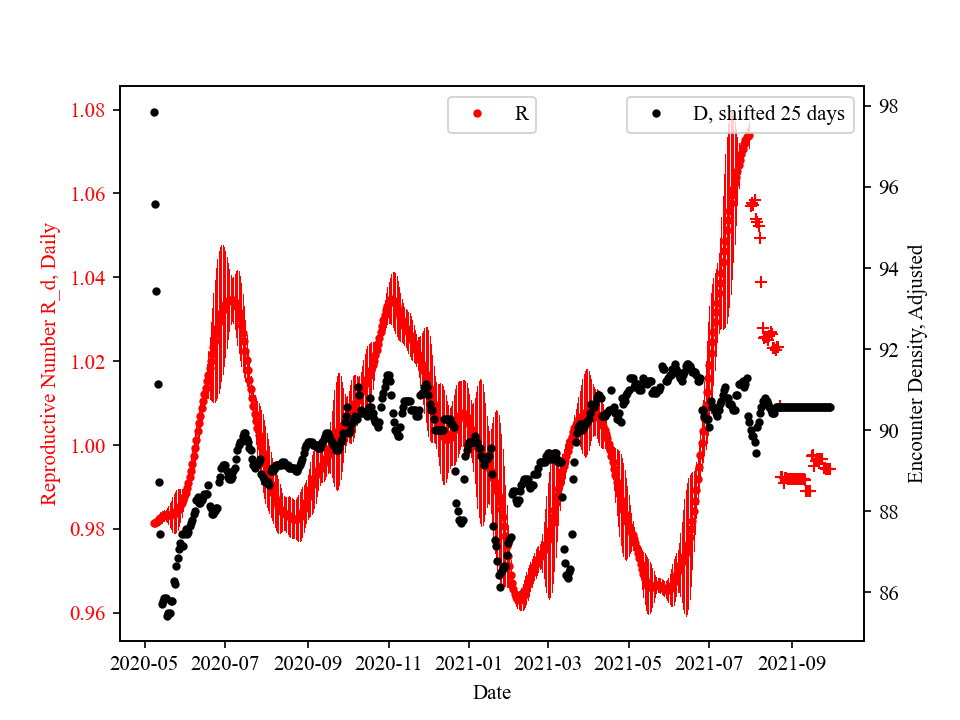 R
D, shifted 25 days
1.08
1.06
1.04
1.02
1.00
0.98
0.96
Reproductive Number R_d, Daily
98
96
94
92
90
88
86
Encounter Density, Adjusted
2020-05 2020-07 2020-09 2020-11 2021-01 2021-03 2021-05 2021-07 2021-09
Date